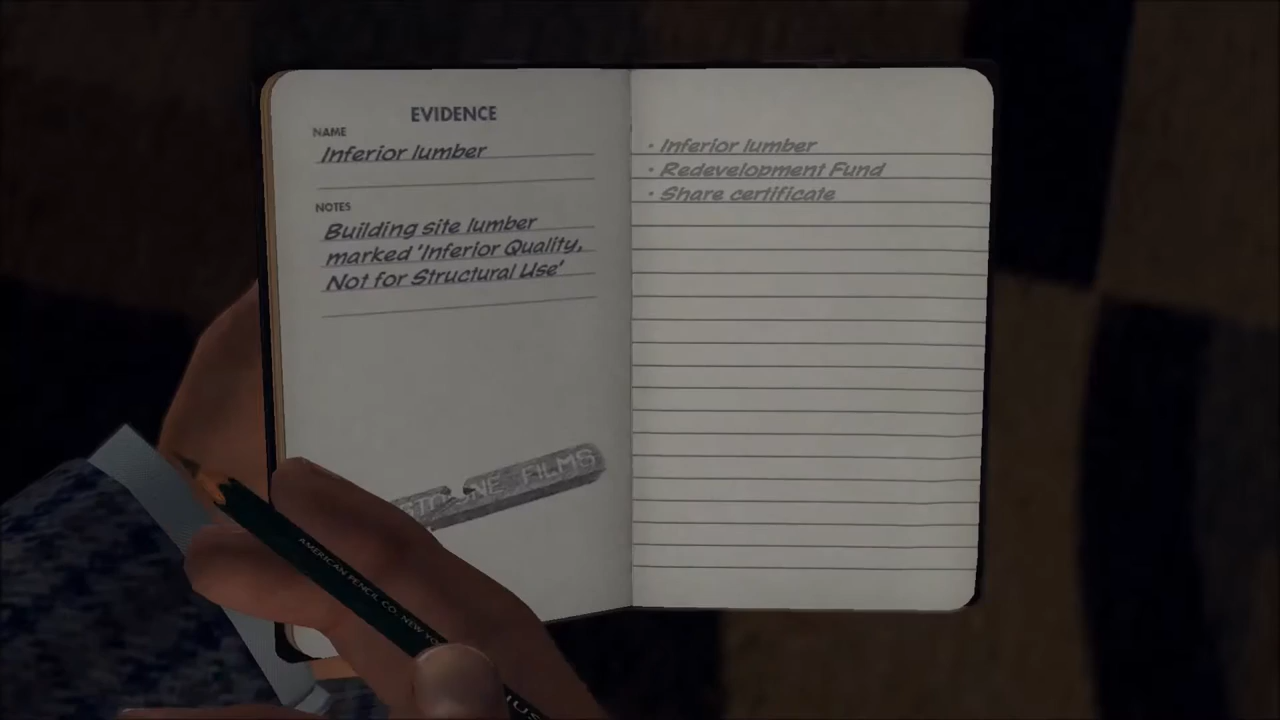 EVIDENCE
NAME
Inferior lumber
NOTES
Building site lumber
marked 'Inferior Quality,
Not for Structural Use'
FILMS
AMERICAN PENCIL CO. NEW
• Inferior lumber
• Redevelopment Fund
• Share certificate